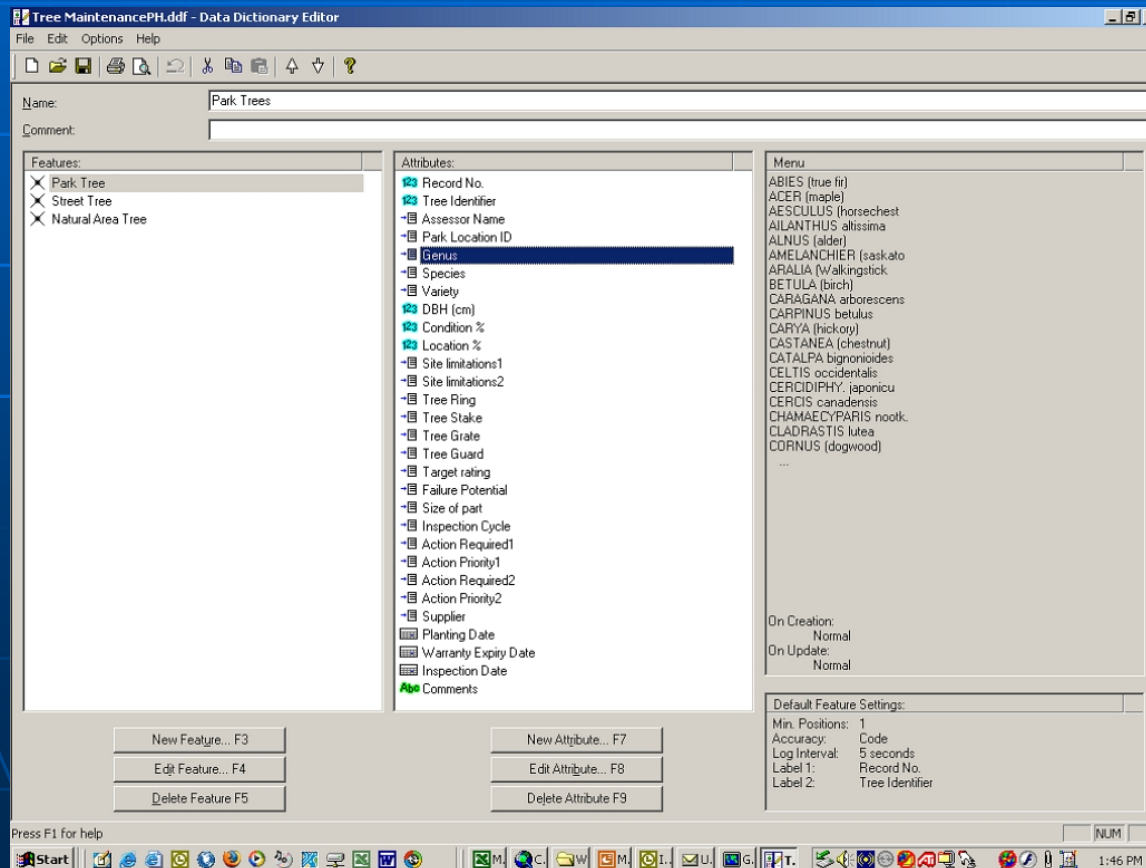 Tree MaintenancePH.ddf - Data Dictionary Editor
File Edit Options Help
Name: Park Trees
Comment:
Features:
Park Tree
Street Tree
Natural Area Tree
New Feature... F3
Edit Feature... F4
Delete Feature F5
Attributes:
123 Record No.
123 Tree Identifier
Assessor Name
Park Location ID
Genus
Species
Variety
123 DBH (cm)
123 Condition %
123 Location %
Site limitations1
Site limitations2
Tree Ring
Tree Stake
Tree Grate
Tree Guard
Target rating
Failure Potential
Size of part
Inspection Cycle
Action Required1
Action Priority1
Action Required2
Action Priority2
Supplier
Planting Date
Warranty Expiry Date
Inspection Date
Abc Comments
New Attribute... F7
Edit Attribute... F8
Delete Attribute F9
Menu
ABIES (true fir)
ACER (maple)
AESCULUS (horsechest
AILANTHUS altissima
ALNUS (alder)
AMELANCHIER (saskato
ARALIA (Walkingstick
BETULA (birch)
CARAGANA arborescens
CARPINUS betulus
CARYA (hickory)
CASTANEA (chestnut)
CATALPA bignonioides
CELTIS occidentalis
CERCIDIPHY. japonicu
CERCIS canadensis
CHAMAECYPARIS nootk.
CLADRASTIS lutea
CORNUS (dogwood)
...
On Creation:
Normal
On Update:
Normal
Default Feature Settings:
Min. Positions: 1
Accuracy: Code
Log Interval: 5 seconds
Label 1: Record No.
Label 2: Tree Identifier
Press F1 for help
NUM
Start
M. C. W M. I.. U. G. T.
1:46 PM